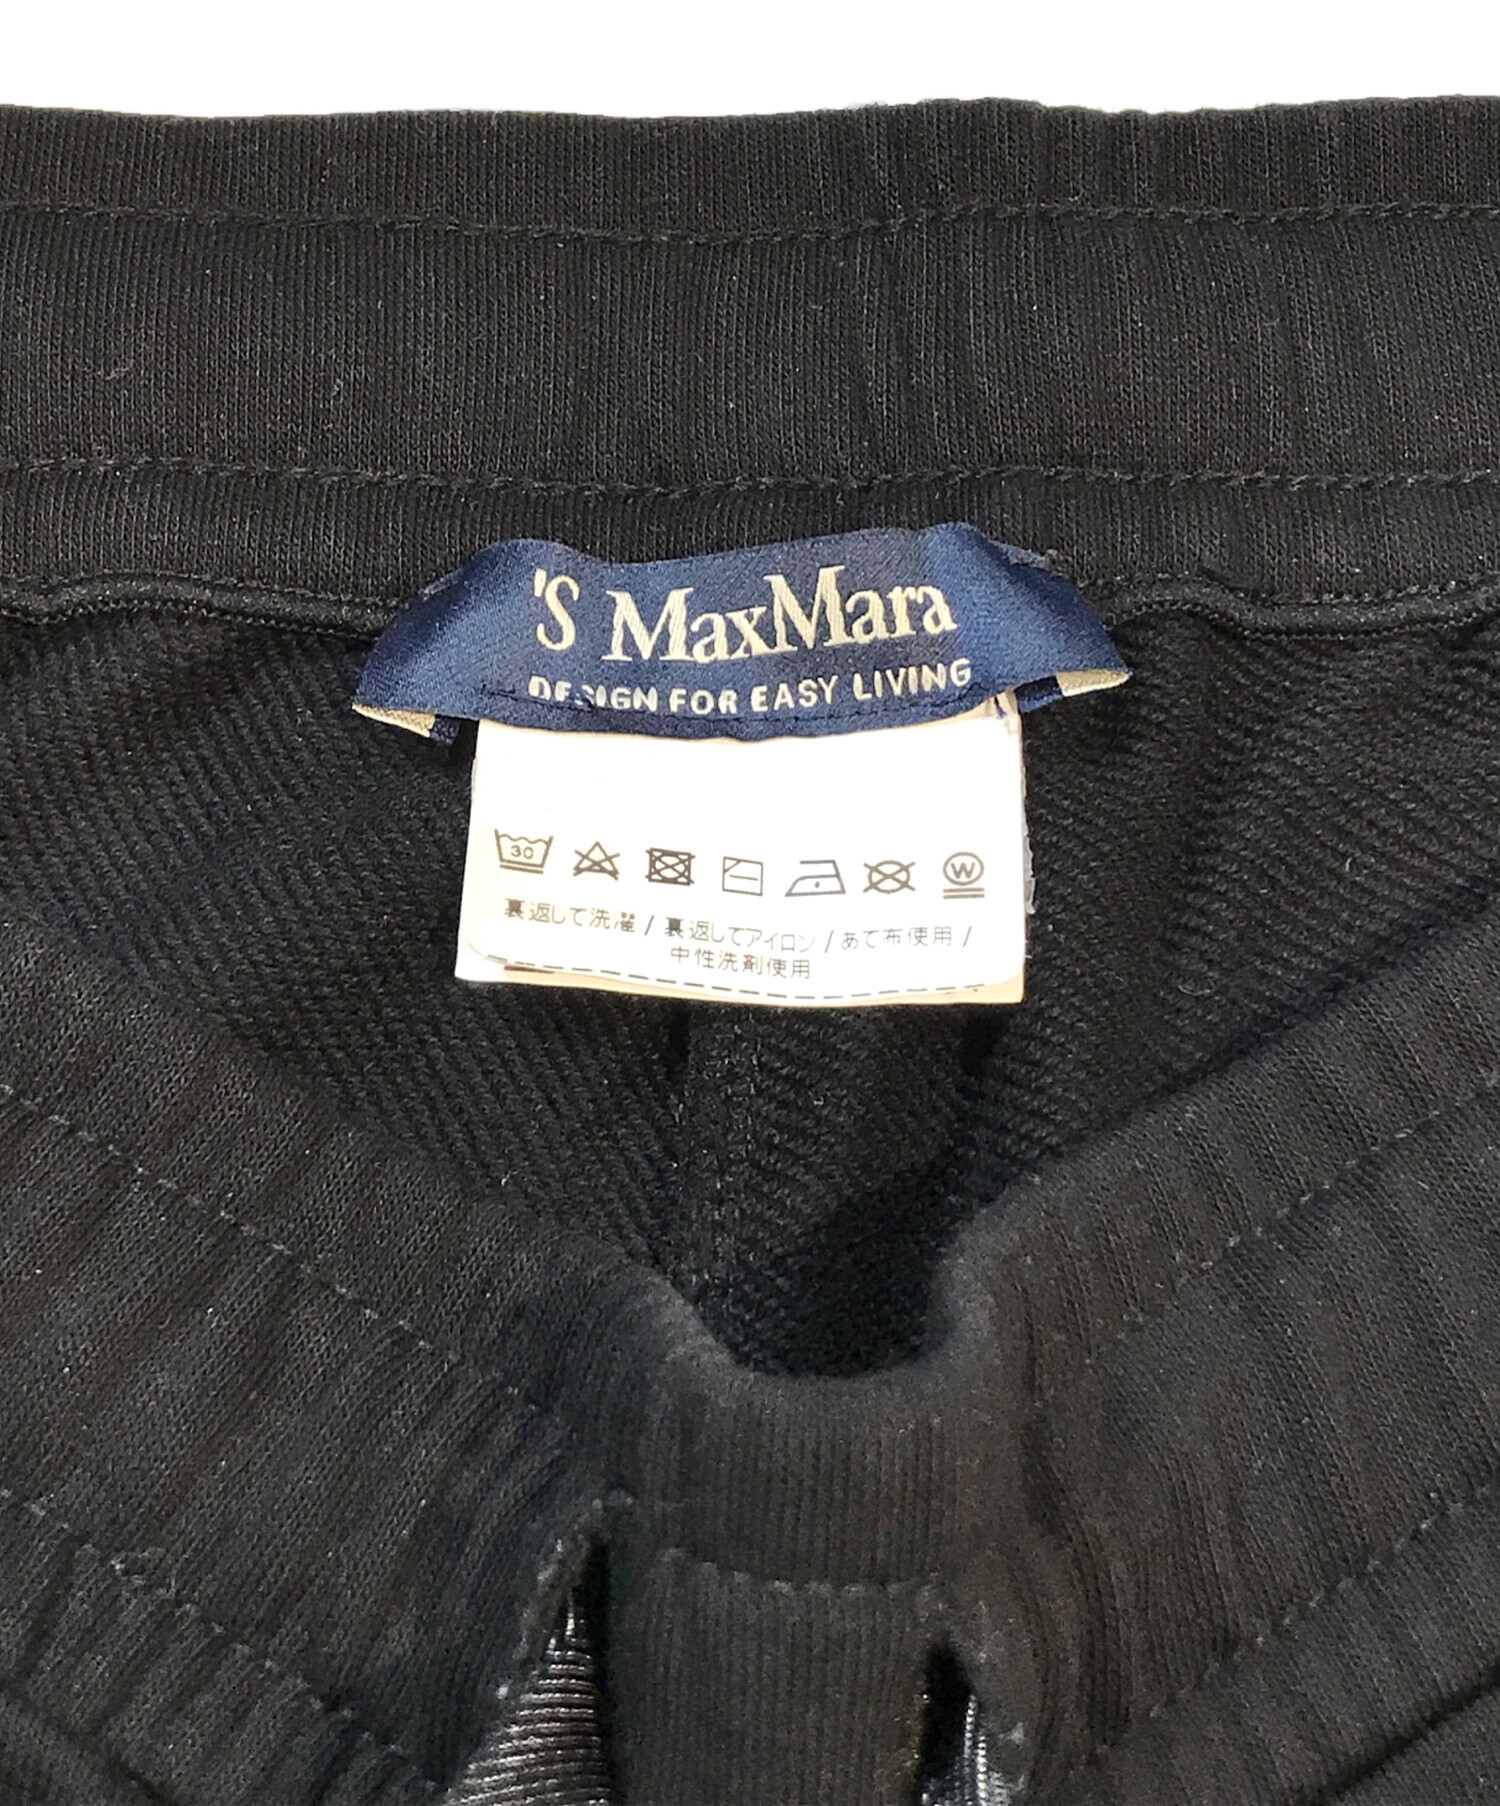 'S MaxMara
DESIGN FOR EASY LIVING
30 W
裏返して洗濯 / 裏返してアイロン / あて布使用 /
中性洗剤使用